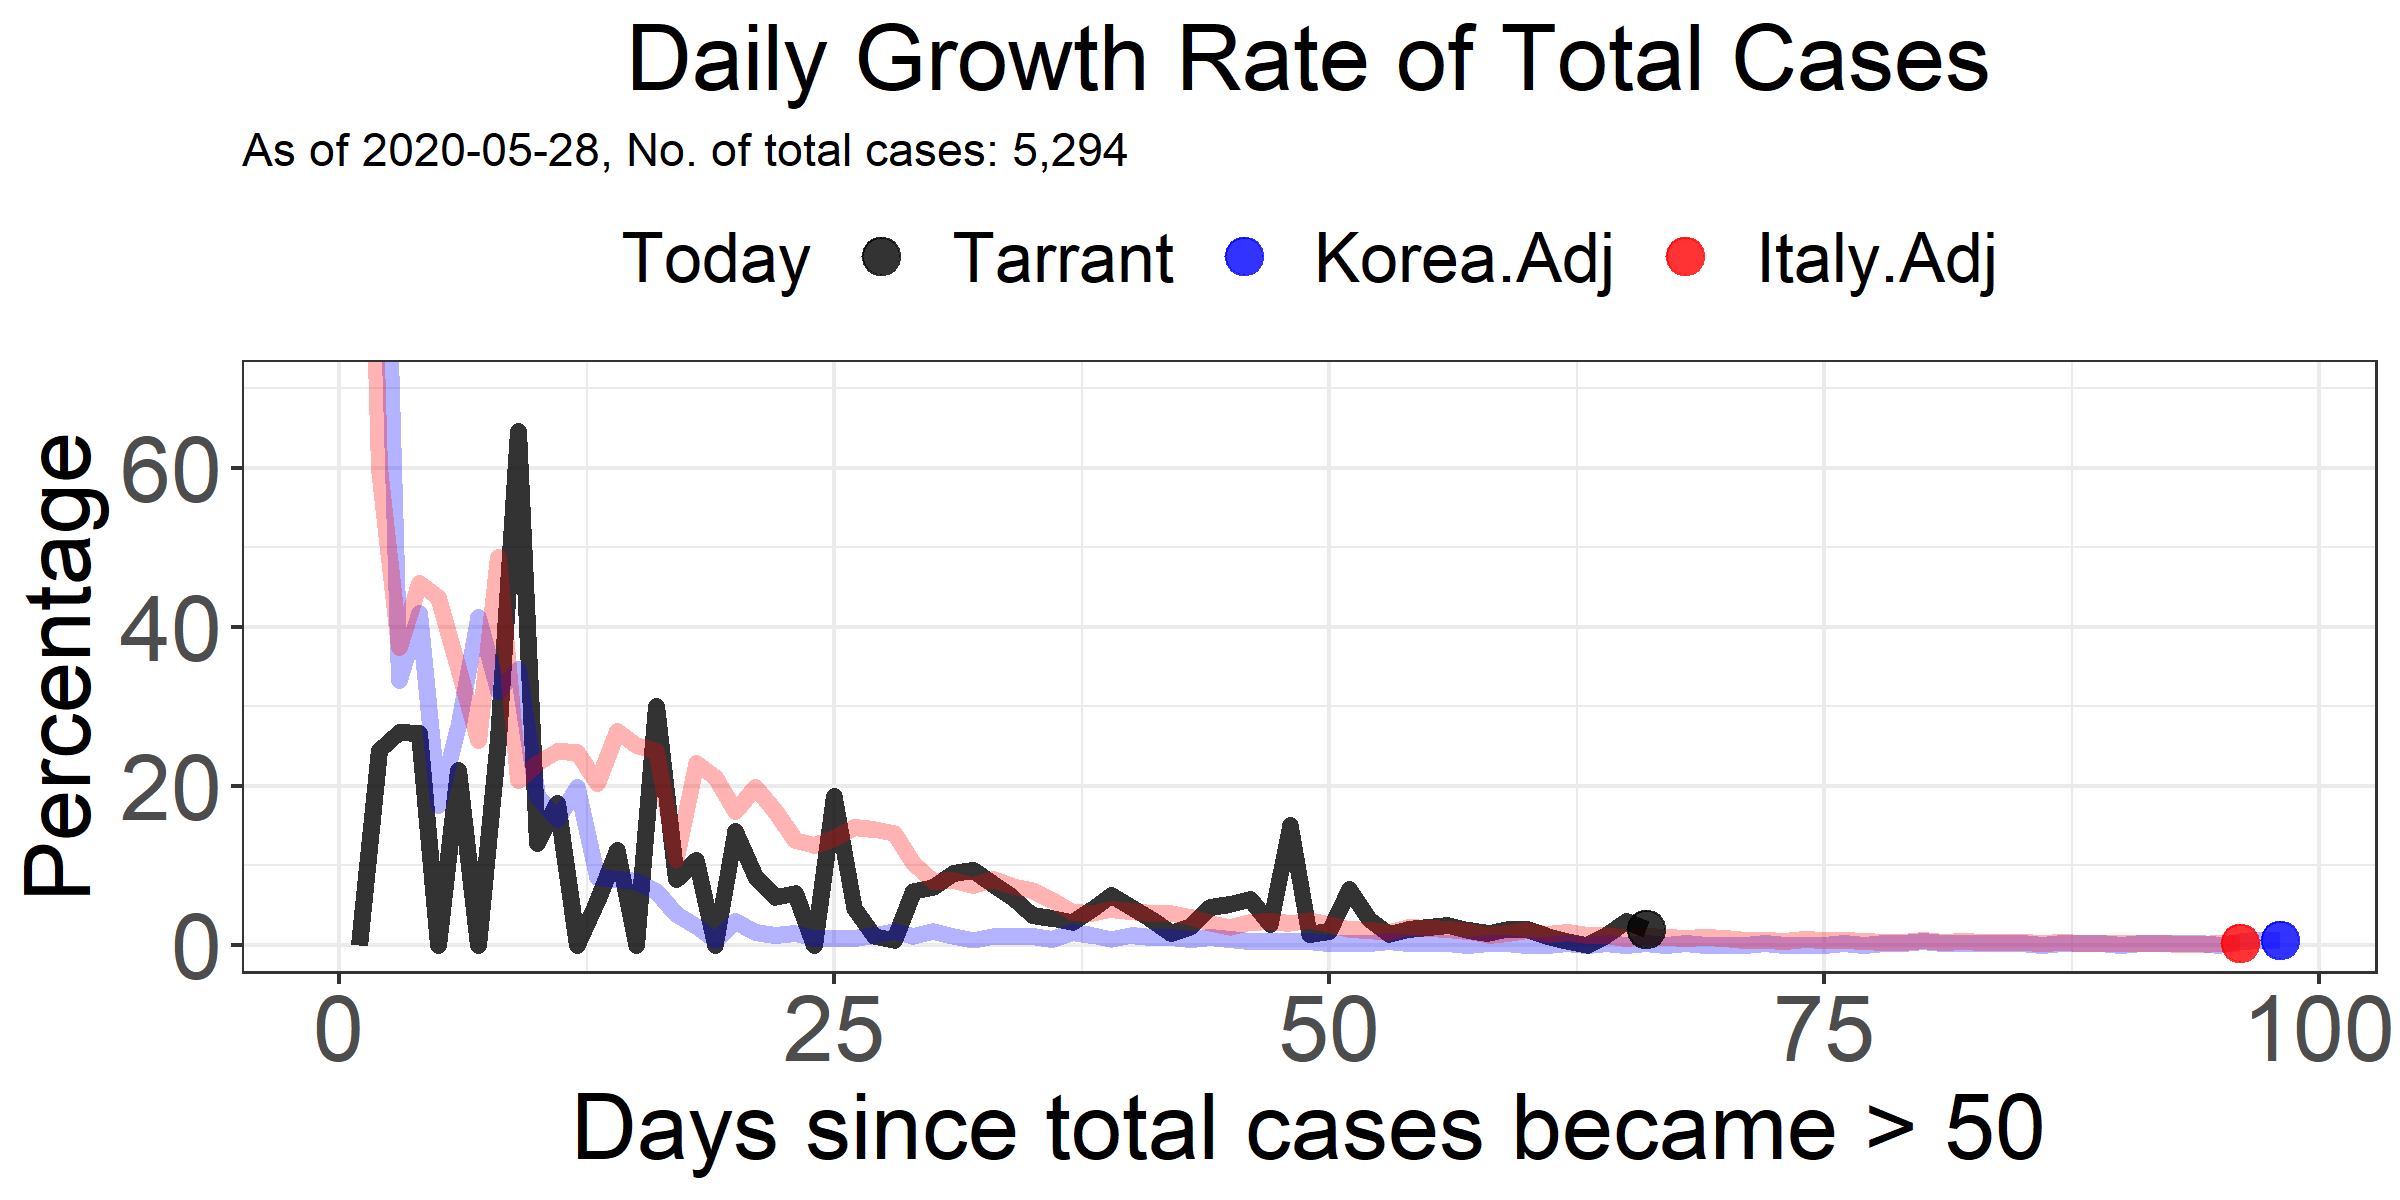 Daily Growth Rate of Total Cases
As of 2020-05-28, No. of total cases: 5,294
Today Tarrant Korea.Adj Italy.Adj
Percentage
60
40
20
0
0 25 50 75 100
Days since total cases became > 50